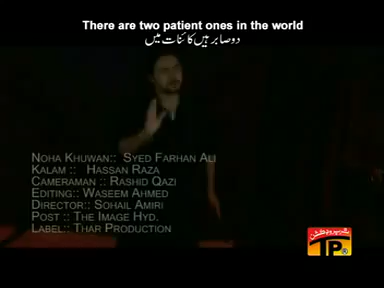 There are two patient ones in the world
دو صابر ہیں کائنات میں
NOHA KHUWAN:: SYED FARHAN ALI
KALAM :: HASSAN RAZA
CAMERAMAN :: RASHID QAZI
EDITING:: WASEEM AHMED
DIRECTOR:: SOHAIL AMIRI
POST :: THE IMAGE HYD.
LABEL:: THAR PRODUCTION
تھر پروڈکشن
TP